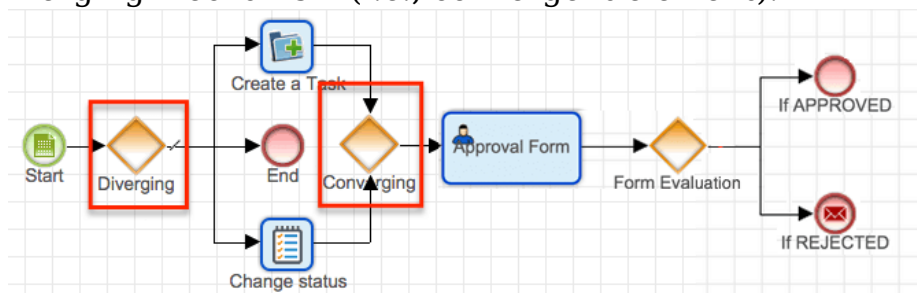 Create a Task
If APPROVED
Approval Form
Start
Diverging
End
Converging
Form Evaluation
If REJECTED
Change status